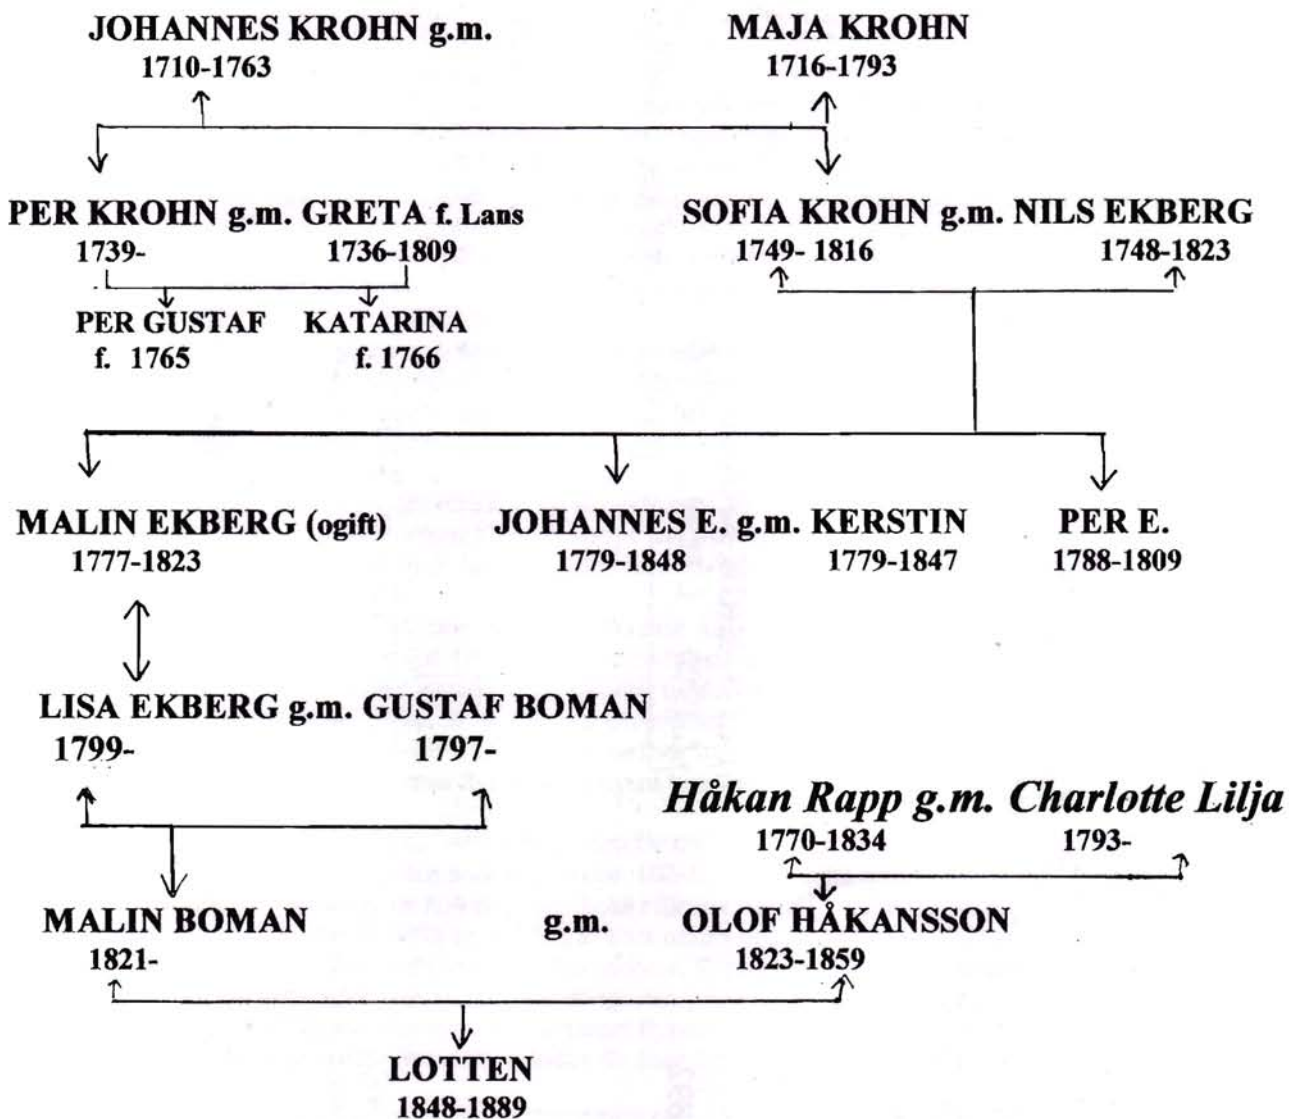 JOHANNES KROHN g.m. MAJA KROHN
1710-1763 1716-1793
PER KROHN g.m. GRETA f. Lans SOFIA KROHN g.m. NILS EKBERG
1739- 1736-1809 1749- 1816 1748-1823
PER GUSTAF KATARINA
f. 1765 f. 1766
MALIN EKBERG (ogift) JOHANNES E. g.m. KERSTIN PER E.
1777-1823 1779-1848 1779-1847 1788-1809
LISA EKBERG g.m. GUSTAF BOMAN
1799- 1797-
Håkan Rapp g.m. Charlotte Lilja
1770-1834 1793-
MALIN BOMAN g.m. OLOF HÅKANSSON
1821- 1823-1859
LOTTEN
1848-1889